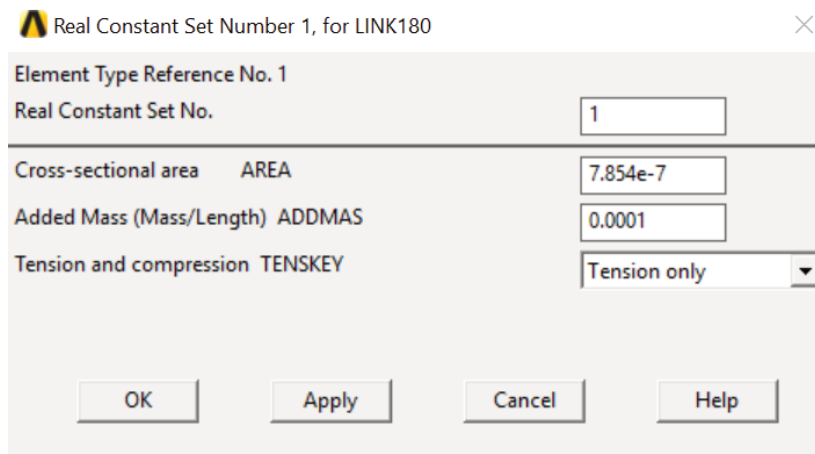 Real Constant Set Number 1, for LINK180
Element Type Reference No. 1
Real Constant Set No. 1
Cross-sectional area AREA 7.854e-7
Added Mass (Mass/Length) ADDMAS 0.0001
Tension and compression TENSKEY Tension only
OK Apply Cancel Help